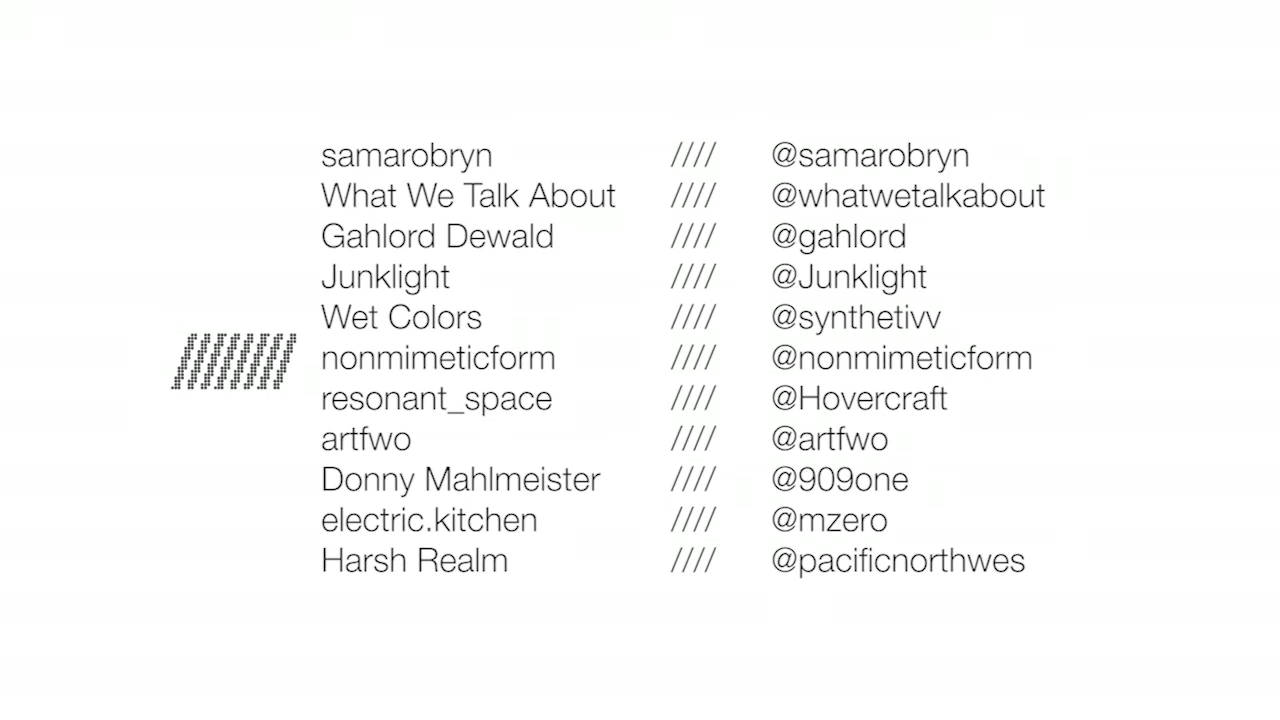 samarobryn //// @samarobryn
What We Talk About //// @whatwetalkabout
Gahlord Dewald //// @gahlord
Junklight //// @Junklight
Wet Colors //// @synthetivv
nonmimeticform //// @nonmimeticform
resonant_space //// @Hovercraft
artfwo //// @artfwo
Donny Mahlmeister //// @909one
electric.kitchen //// @mzero
Harsh Realm //// @pacificnorthwes